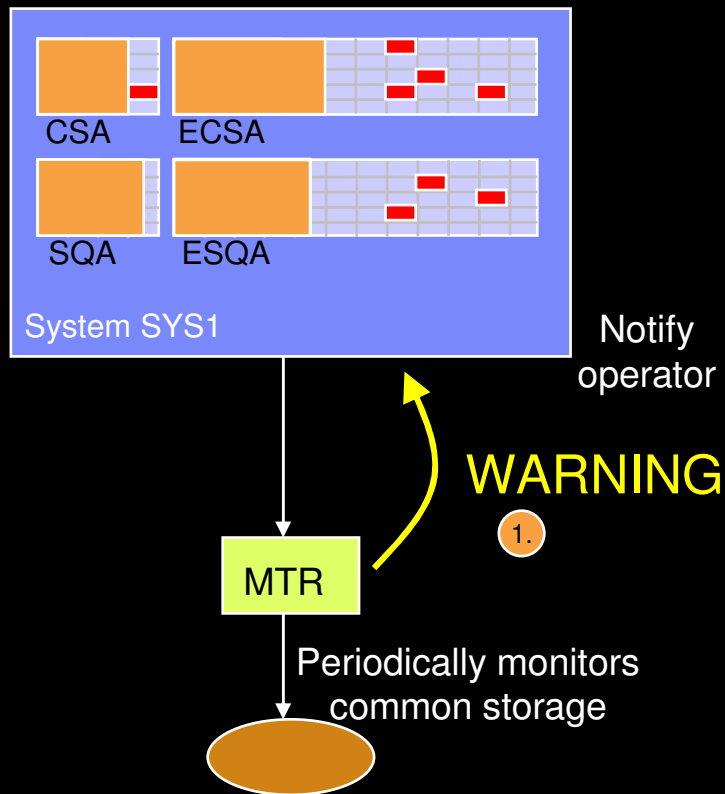 CSA ECSA
SQA ESQA
System SYS1
Notify
operator
WARNING
1.
MTR
Periodically monitors
common storage